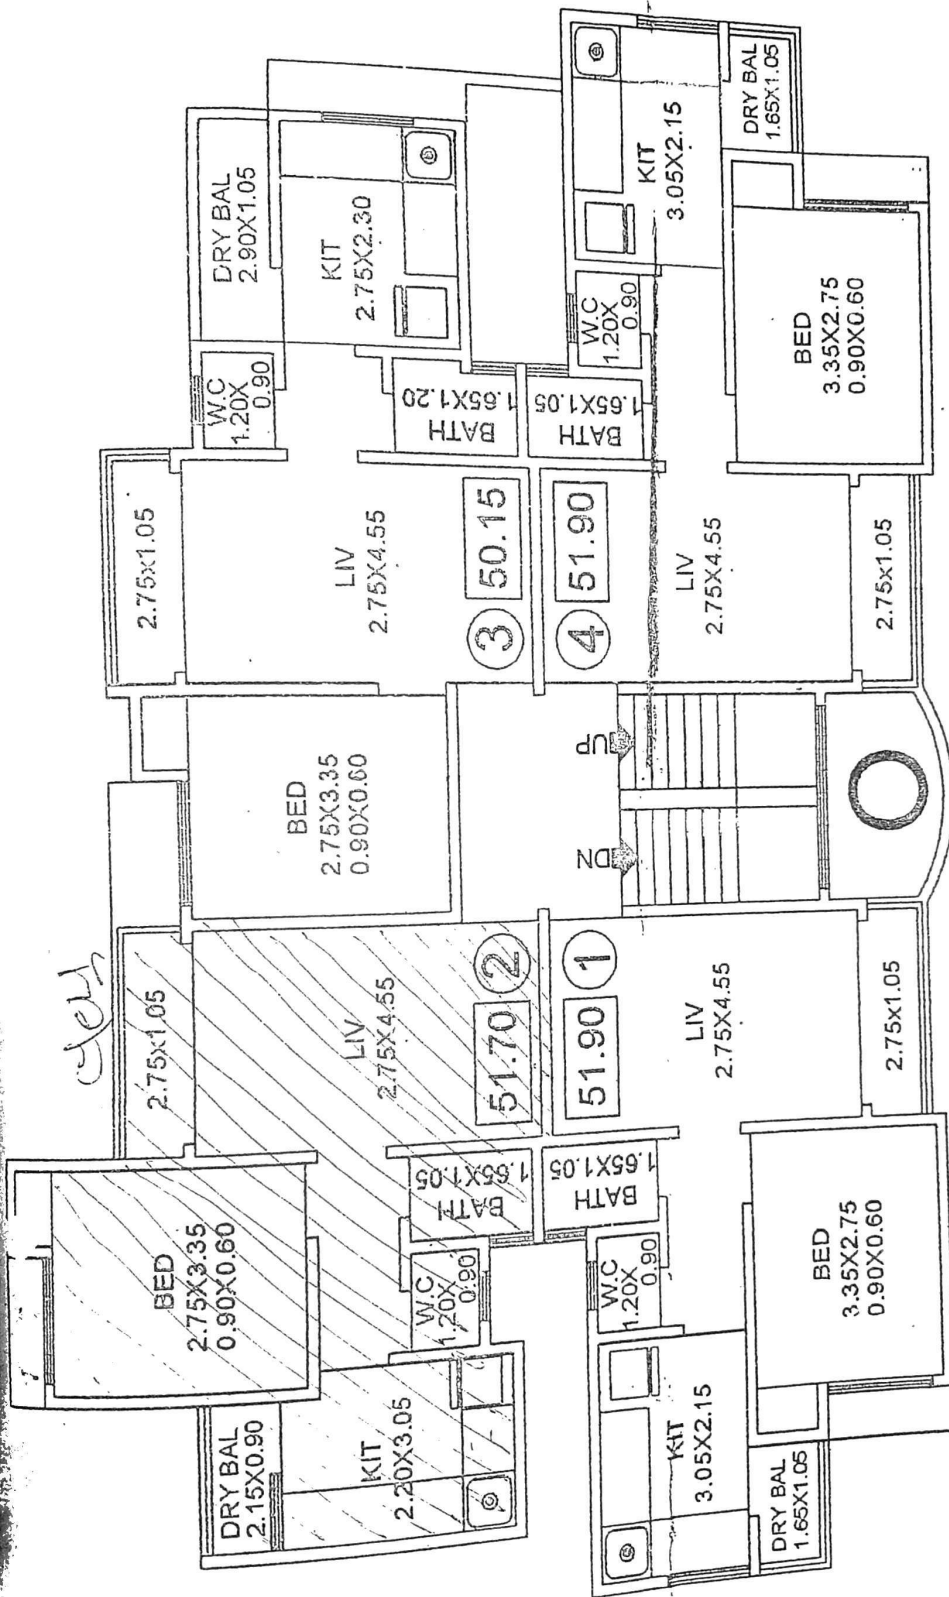 DRY BAL
2.90X1.05
KIT
2.75X2.30
W.C
1.20X
0.90
BATH
1.65X1.20
2.75x1.05
LIV
2.75X4.55
3
50.15
BED
2.75X3.35
0.90X0.60
KIT
3.05X2.15
DRY BAL
1.65X1.05
W.C
1.20X
0.90
BATH
1.65X1.05
BED
3.35X2.75
0.90X0.60
4
51.90
LIV
2.75X4.55
2.75x1.05
UP
DN
2.75x1.05
LIV
2.75X4.55
2
51.70
BED
2.75X3.35
0.90X0.60
BATH
1.65X1.05
W.C
1.20X
0.90
DRY BAL
2.15X0.90
KIT
2.20X3.05
1
51.90
LIV
2.75X4.55
2.75x1.05
BATH
1.65X1.05
W.C
1.20X
0.90
BED
3.35X2.75
0.90X0.60
KIT
3.05X2.15
DRY BAL
1.65X1.05